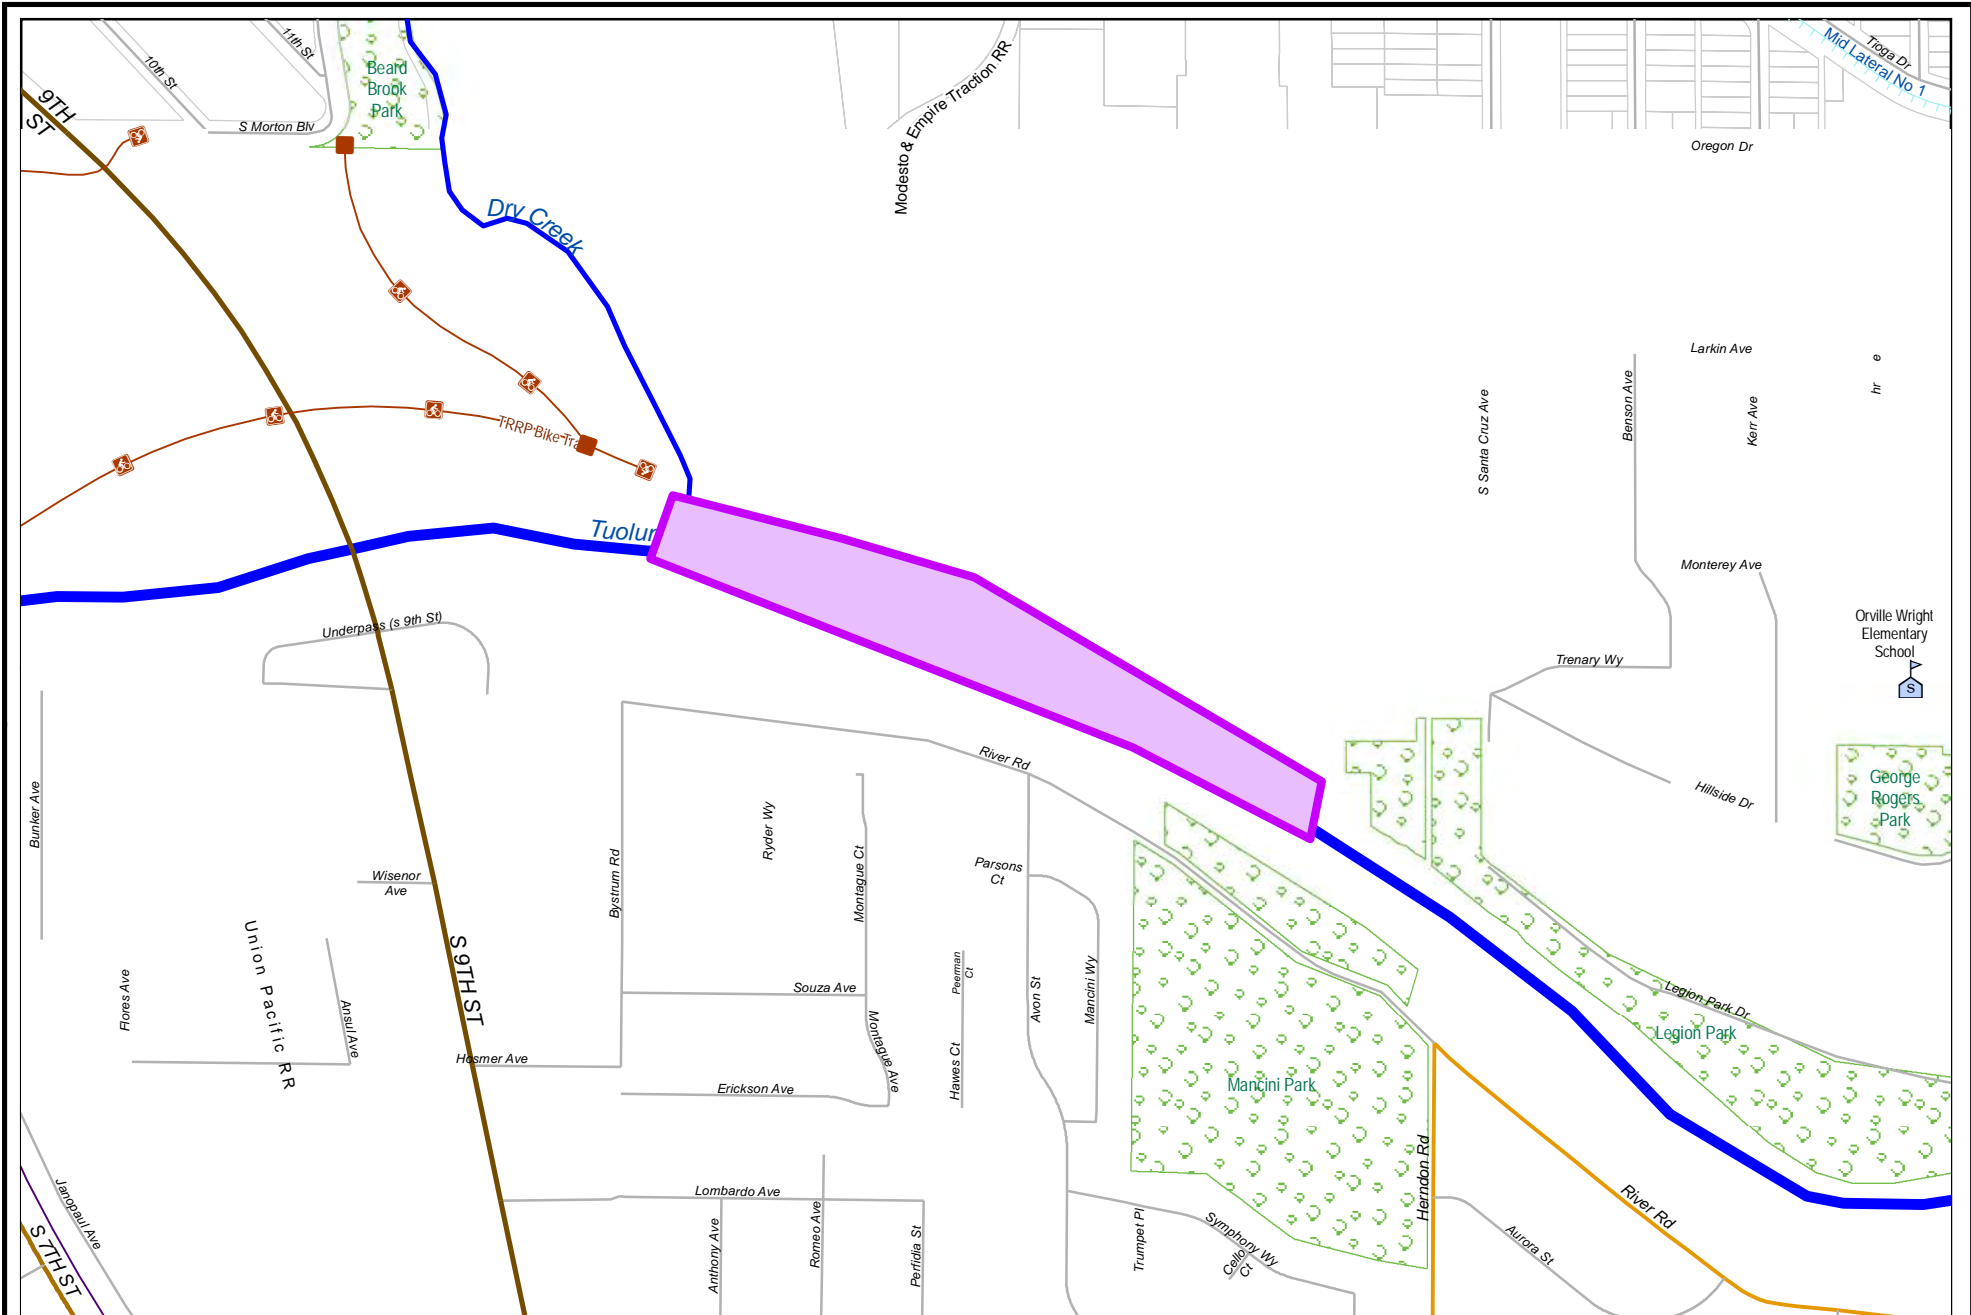 10th St
11th St
Beard
Brook
Park
Modesto & Empire Traction RR
Mid Lateral No 1
Tioga Dr
9TH
ST
S Morton Blv
Oregon Dr
Dry Creek
Larkin Ave
Benson Ave
S Santa Cruz Ave
Kerr Ave
hr e
TRRP Bike Tra
Tuolur
Monterey Ave
Underpass (s 9th St)
Orville Wright
Elementary
School
S
Trenary Wy
River Rd
Hillside Dr
George
Rogers
Park
Bunker Ave
Ryder Wy
Montague Ct
Bystrum Rd
Parsons
Ct
Wisenor
Ave
Union Pacific RR
S 9TH ST
Flores Ave
Ansul Ave
Souza Ave
Peerman
Ct
Avon St
Mancini Wy
Legion Park Dr
Legion Park
Hosmer Ave
Montague Ave
Hawes Ct
Erickson Ave
Mancini Park
Herndon Rd
Janopaul Ave
S 7TH ST
Lombardo Ave
Anthony Ave
Romeo Ave
Perfidia St
Trumpet Pl
Symphony Wy
Cello
Ct
Aurora St
River Rd